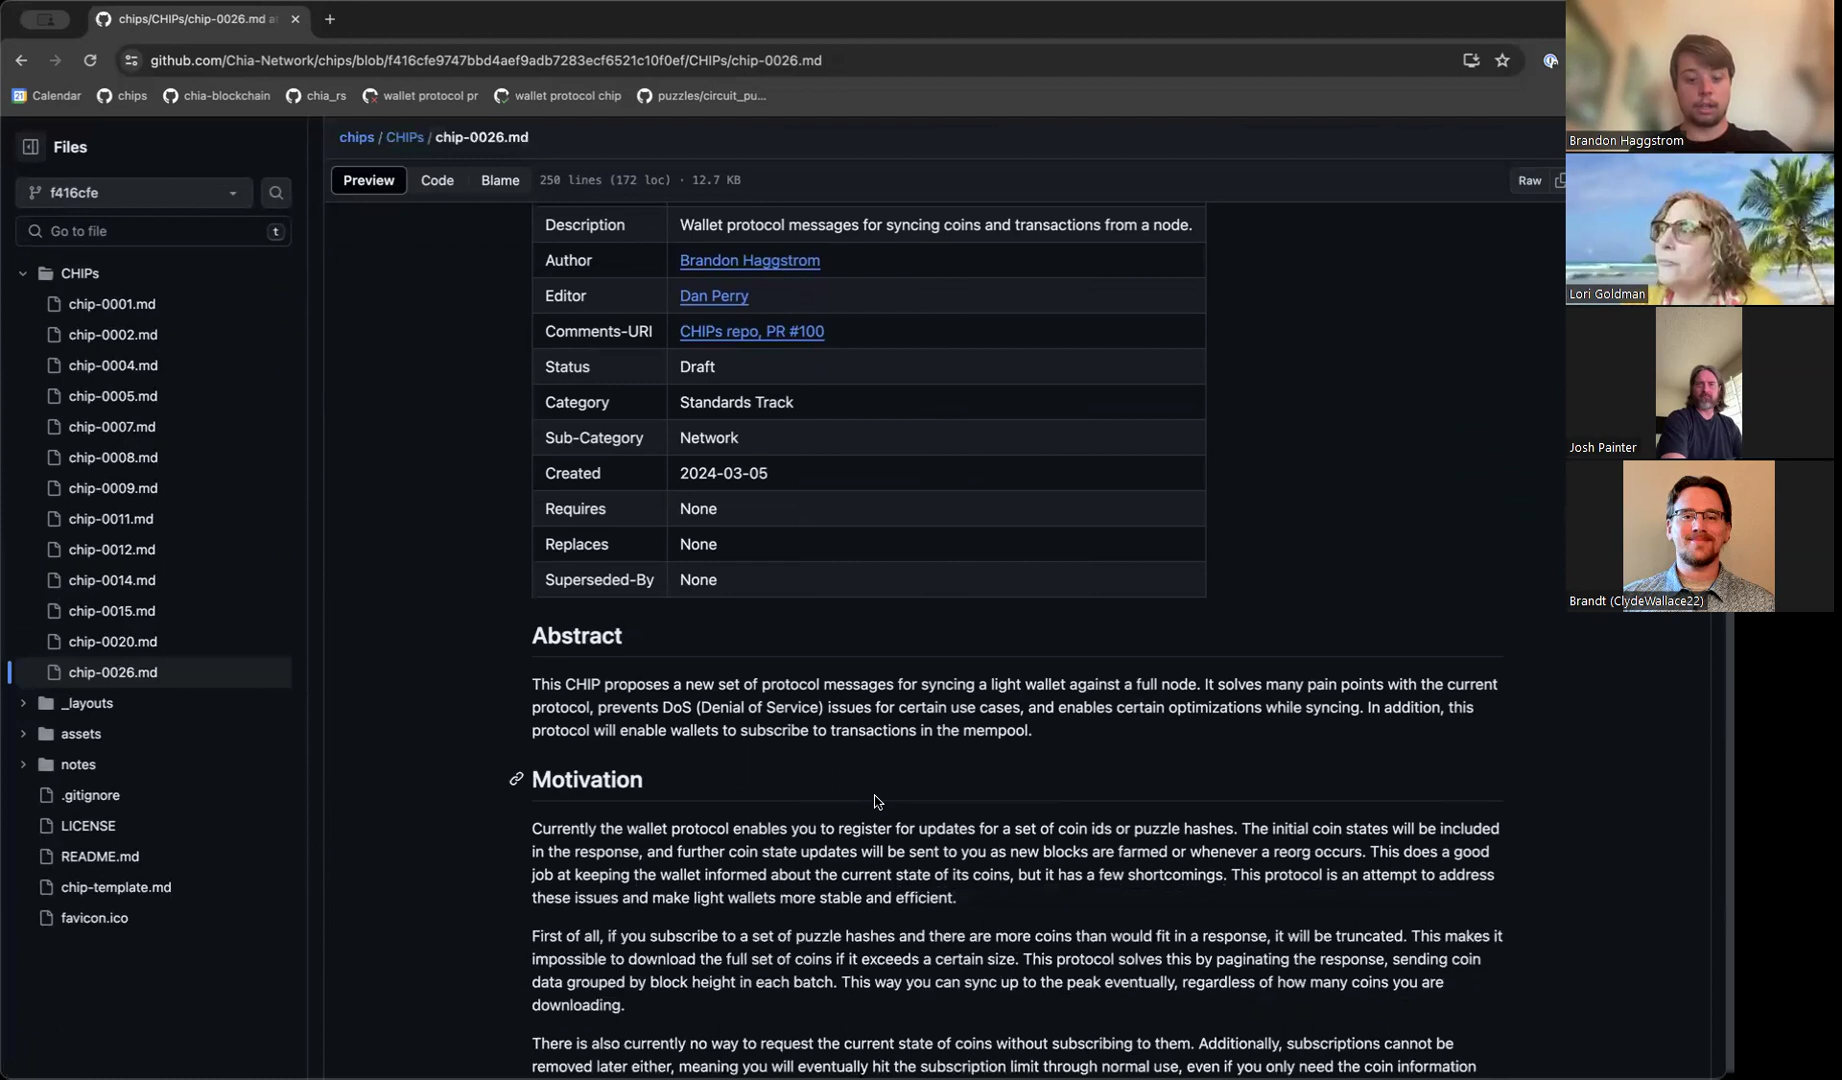 chips/CHIPs/chip-0026.md a
github.com/Chia-Network/chips/blob/f416cfe9747bbd4aef9adb7283ecf6521c10f0ef/CHIPs/chip-0026.md
Calendar chips chia-blockchain chia_rs wallet protocol pr wallet protocol chip puzzles/circuit_pu...
Files
f416cfe
Go to file t
CHIPs
chip-0001.md
chip-0002.md
chip-0004.md
chip-0005.md
chip-0007.md
chip-0008.md
chip-0009.md
chip-0011.md
chip-0012.md
chip-0014.md
chip-0015.md
chip-0020.md
chip-0026.md
_layouts
assets
notes
.gitignore
LICENSE
README.md
chip-template.md
favicon.ico
chips / CHIPs / chip-0026.md
Preview Code Blame 250 lines (172 loc) · 12.7 KB Raw
Description Wallet protocol messages for syncing coins and transactions from a node.
Author Brandon Haggstrom
Editor Dan Perry
Comments-URI CHIPs repo, PR #100
Status Draft
Category Standards Track
Sub-Category Network
Created 2024-03-05
Requires None
Replaces None
Superseded-By None
Abstract
This CHIP proposes a new set of protocol messages for syncing a light wallet against a full node. It solves many pain points with the current
protocol, prevents DoS (Denial of Service) issues for certain use cases, and enables certain optimizations while syncing. In addition, this
protocol will enable wallets to subscribe to transactions in the mempool.
Motivation
Currently the wallet protocol enables you to register for updates for a set of coin ids or puzzle hashes. The initial coin states will be included
in the response, and further coin state updates will be sent to you as new blocks are farmed or whenever a reorg occurs. This does a good
job at keeping the wallet informed about the current state of its coins, but it has a few shortcomings. This protocol is an attempt to address
these issues and make light wallets more stable and efficient.
First of all, if you subscribe to a set of puzzle hashes and there are more coins than would fit in a response, it will be truncated. This makes it
impossible to download the full set of coins if it exceeds a certain size. This protocol solves this by paginating the response, sending coin
data grouped by block height in each batch. This way you can sync up to the peak eventually, regardless of how many coins you are
downloading.
There is also currently no way to request the current state of coins without subscribing to them. Additionally, subscriptions cannot be
removed later either, meaning you will eventually hit the subscription limit through normal use, even if you only need the coin information
Brandon Haggstrom
Lori Goldman
Josh Painter
Brandt (ClydeWallace22)